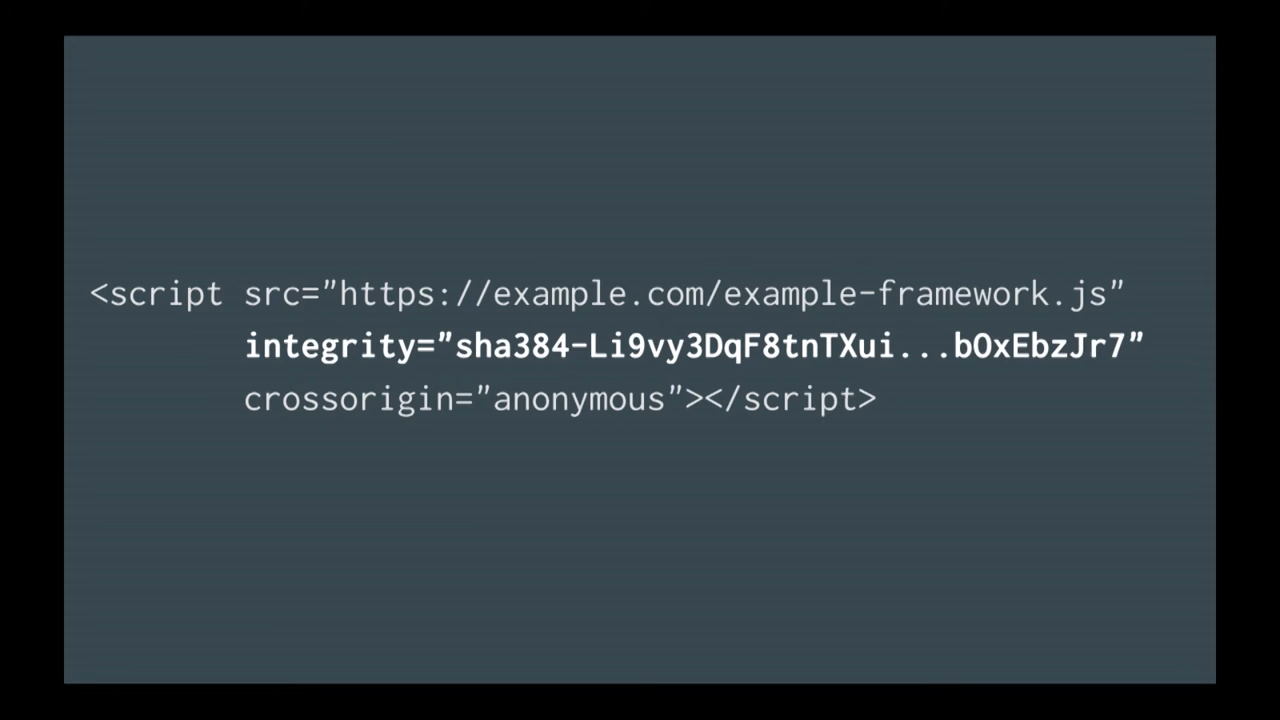 <script src="https://example.com/example-framework.js"
integrity="sha384-Li9vy3DqF8tnTXui...bOxEbzJr7"
crossorigin="anonymous"></script>